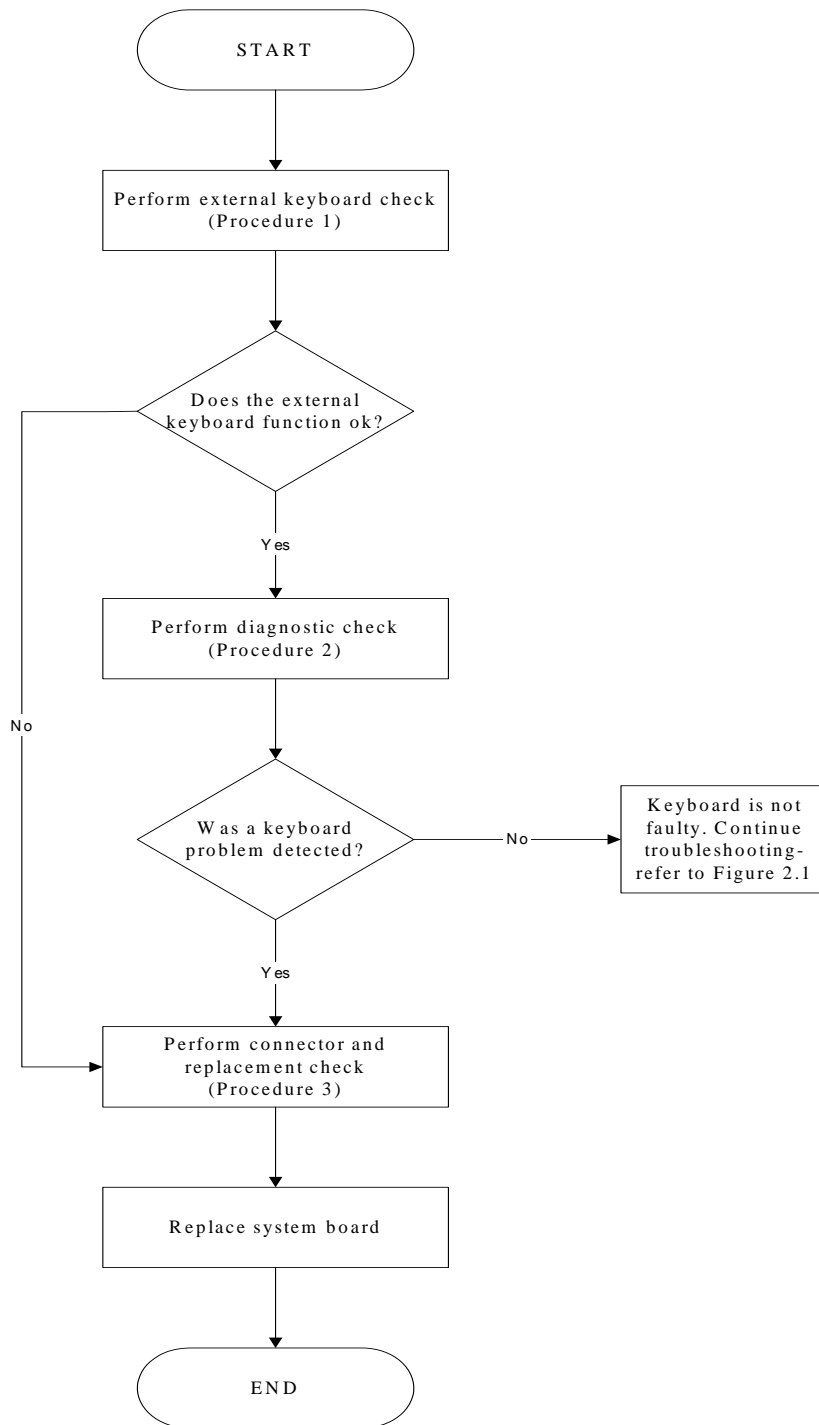 START
Perform external keyboard check
(Procedure 1)
Does the external
keyboard function ok?
Yes
Perform diagnostic check
(Procedure 2)
No
Was a keyboard
problem detected?
No
Keyboard is not
faulty. Continue
troubleshooting-
refer to Figure 2.1
Yes
Perform connector and
replacement check
(Procedure 3)
Replace system board
END